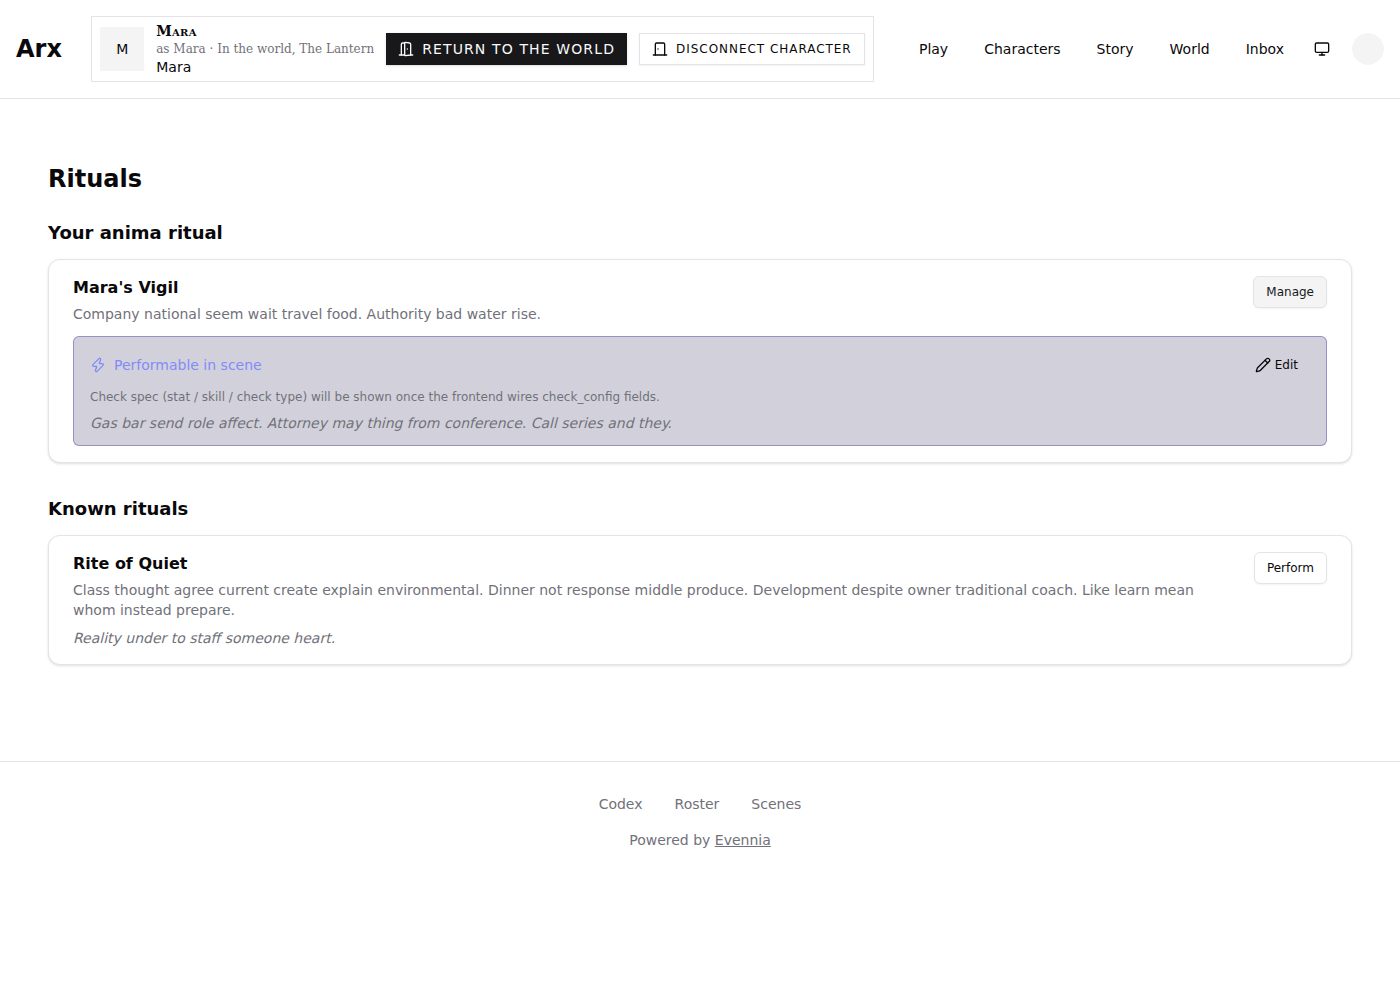 Arx
M
Mara
as Mara · In the world, The Lantern
Mara
RETURN TO THE WORLD
DISCONNECT CHARACTER
Play
Characters
Story
World
Inbox
Rituals
Your anima ritual
Mara's Vigil
Manage
Company national seem wait travel food. Authority bad water rise.
Performable in scene
Edit
Check spec (stat / skill / check type) will be shown once the frontend wires check_config fields.
Gas bar send role affect. Attorney may thing from conference. Call series and they.
Known rituals
Rite of Quiet
Perform
Class thought agree current create explain environmental. Dinner not response middle produce. Development despite owner traditional coach. Like learn mean
whom instead prepare.
Reality under to staff someone heart.
Codex
Roster
Scenes
Powered by Evennia